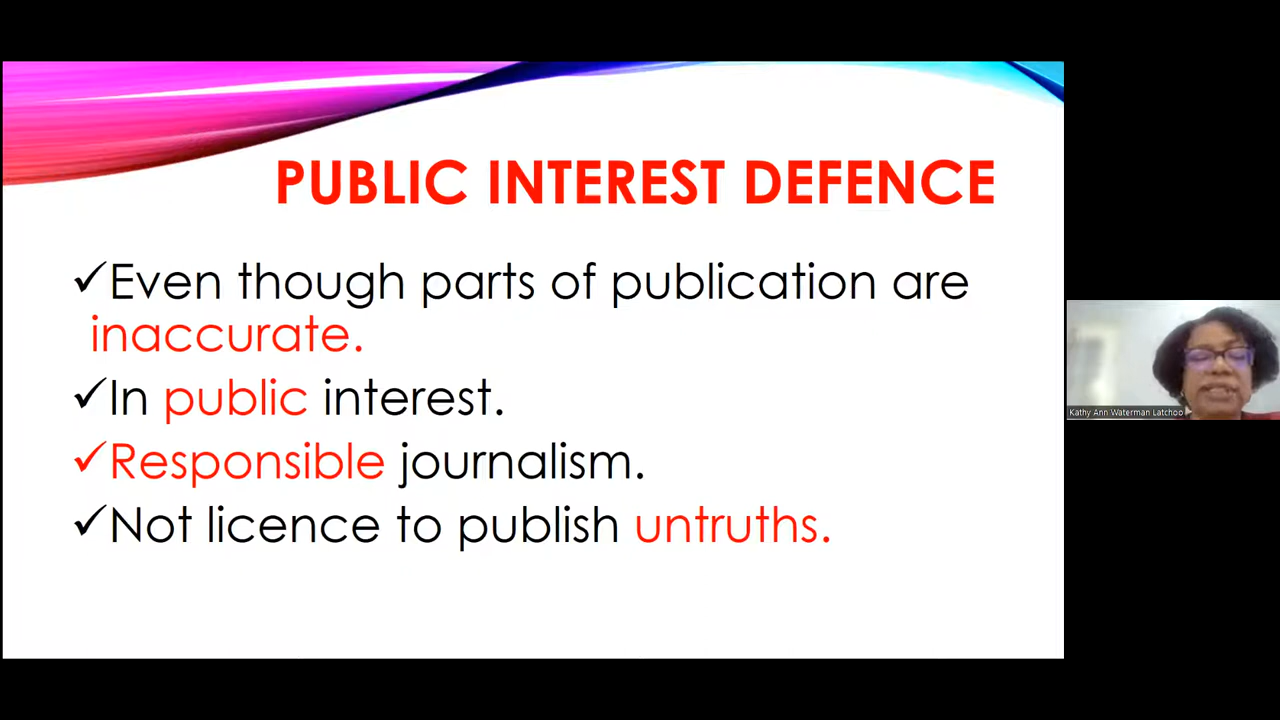 PUBLIC INTEREST DEFENCE
✓Even though parts of publication are
inaccurate.
✓In public interest.
✓Responsible journalism.
✓Not licence to publish untruths.
Kathy Ann Waterman Latchoo